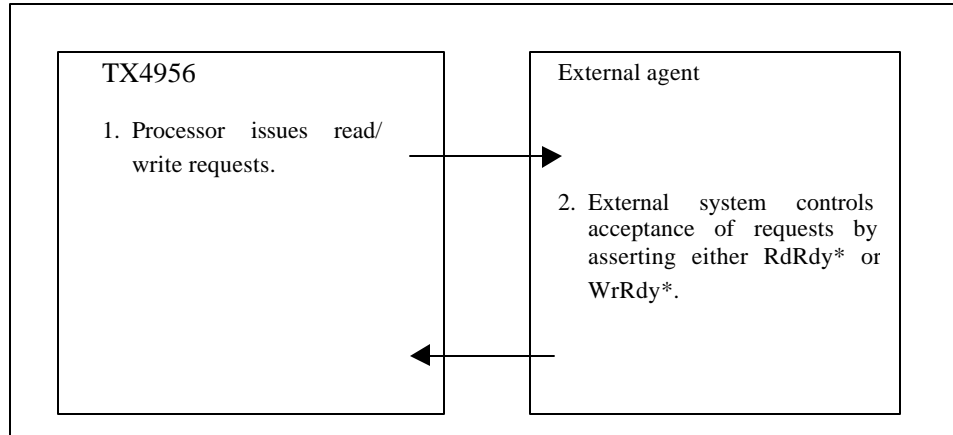 TX4956
1. Processor issues read/
write requests.
External agent
2. External system controls
acceptance of requests by
asserting either RdRdy* or
WrRdy*.